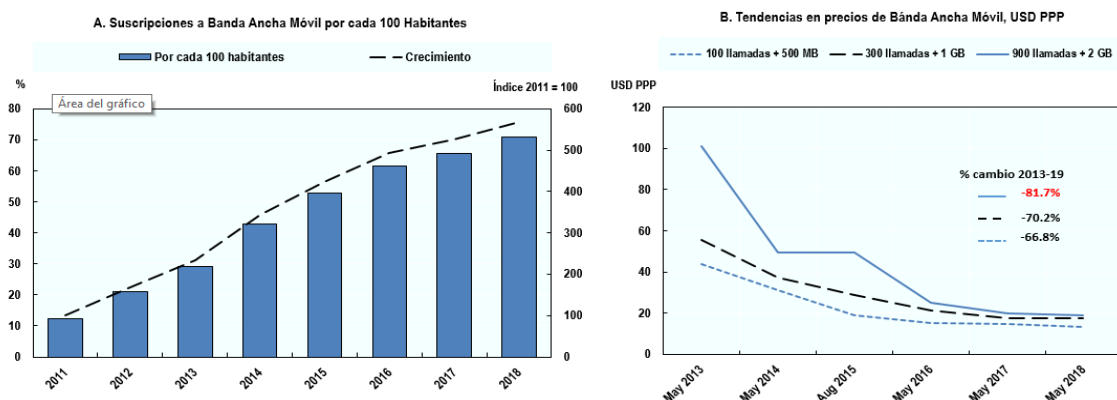 A. Suscripciones a Banda Ancha Móvil por cada 100 Habitantes
Por cada 100 habitantes
Crecimiento
%
Índice 2011 = 100
Área del gráfico
80
70
60
50
40
30
20
10
0
600
500
400
300
200
100
0
2011
2012
2013
2014
2015
2016
2017
2018
B. Tendencias en precios de Bánda Ancha Móvil, USD PPP
100 llamadas + 500 MB
300 llamadas + 1 GB
900 llamadas + 2 GB
USD PPP
120
100
80
60
40
20
0
% cambio 2013-19
-81.7%
-70.2%
-66.8%
May 2013
May 2014
Aug 2015
May 2016
May 2017
May 2018